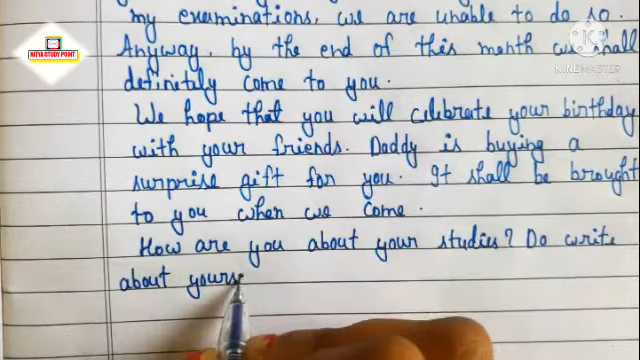 my examinations, we are unable to do so.
Anyway, by the end of this month we shall
definitely come to you.
We hope that you will celebrate your birthday
with your friends. Daddy is buying a
surprise gift for you. It shall be brought
to you when we come.
How are you about your studies? Do write
about yours
NITYA STUDY POINT
KINEMASTER